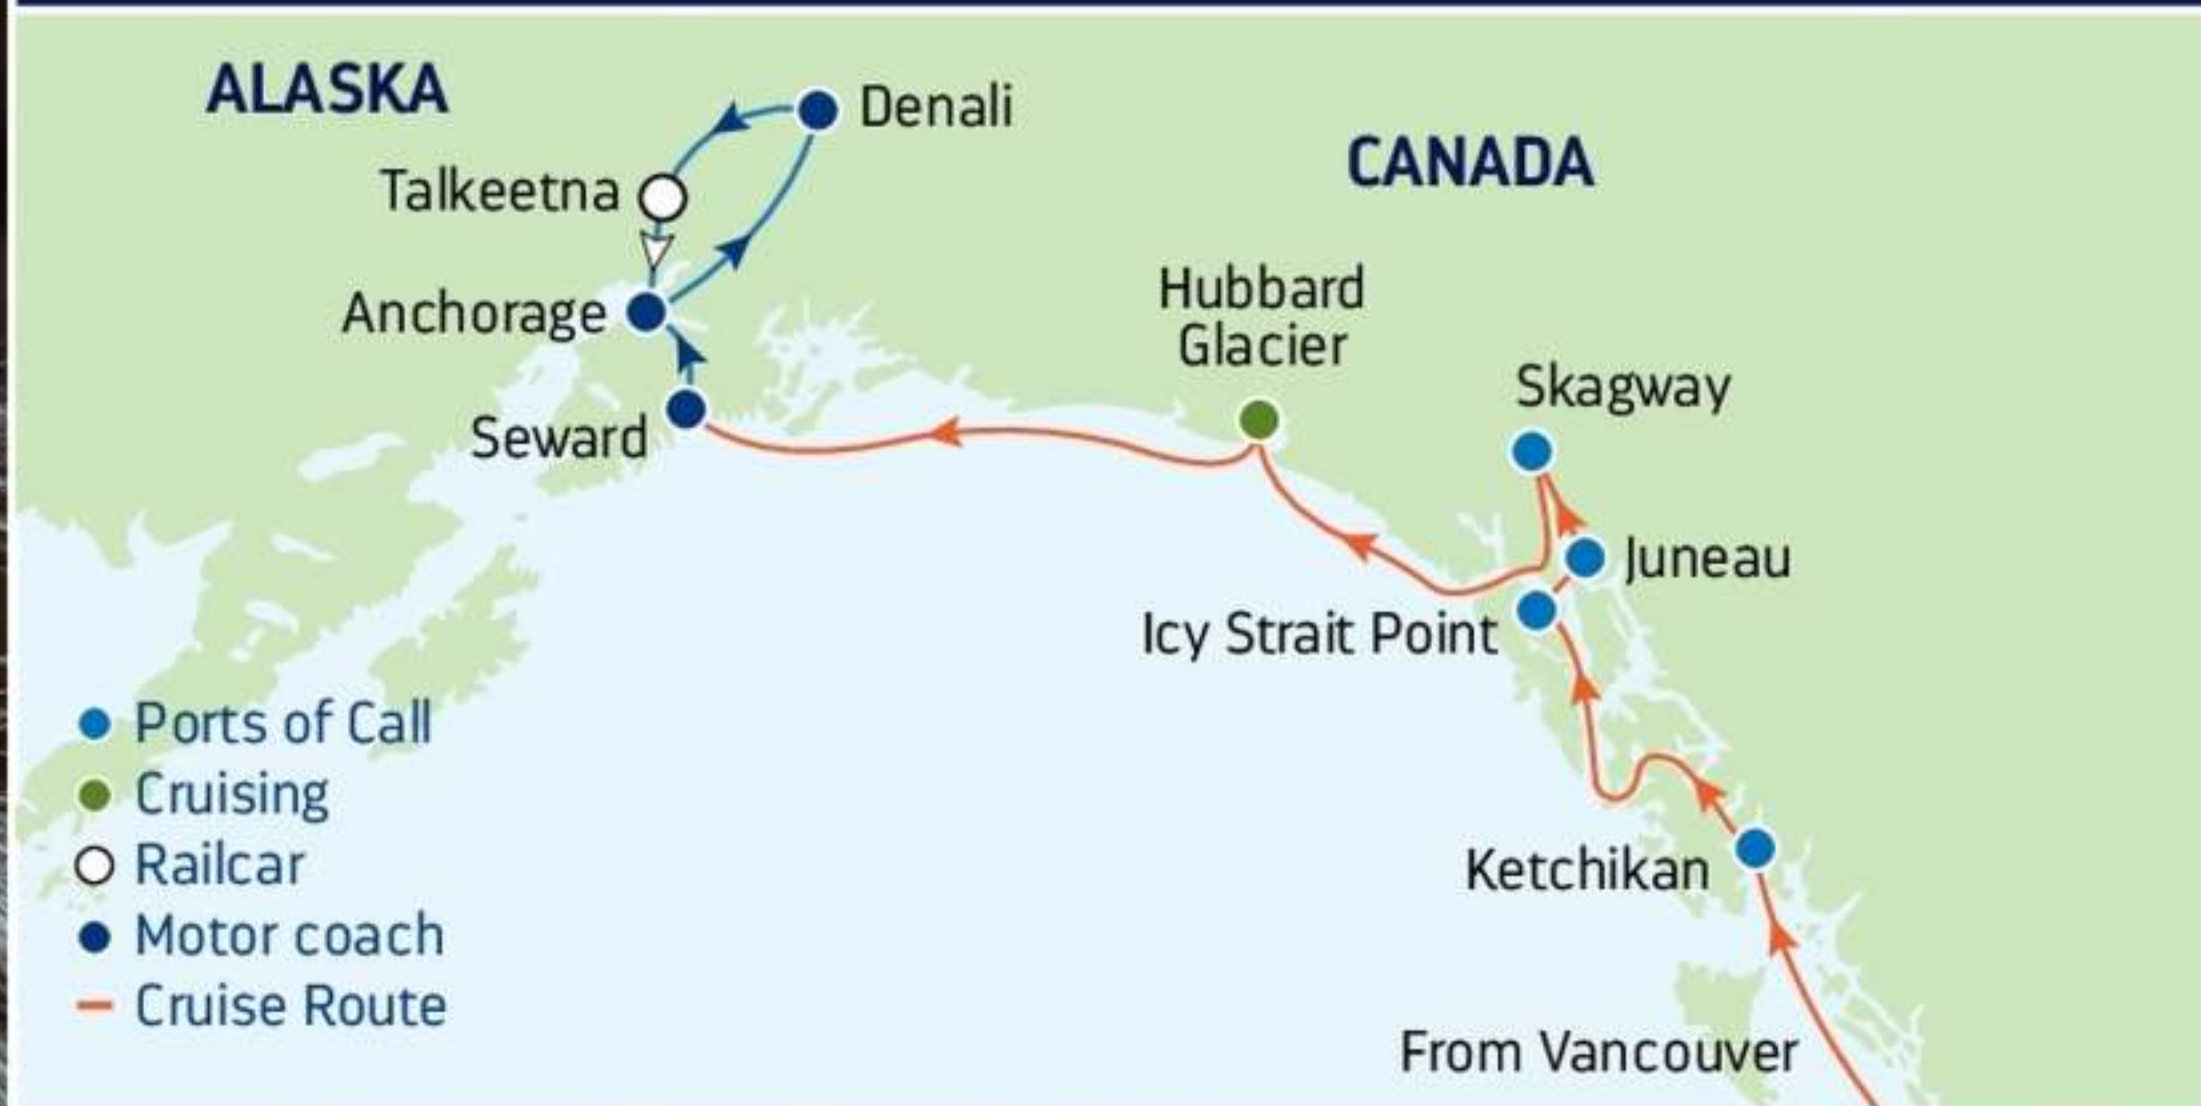 ALASKA
Denali
CANADA
Talkeetna
Hubbard
Glacier
Anchorage
Skagway
Seward
Juneau
Icy Strait Point
Ports of Call
Cruising
Railcar
Motor coach
Cruise Route
Ketchikan
From Vancouver